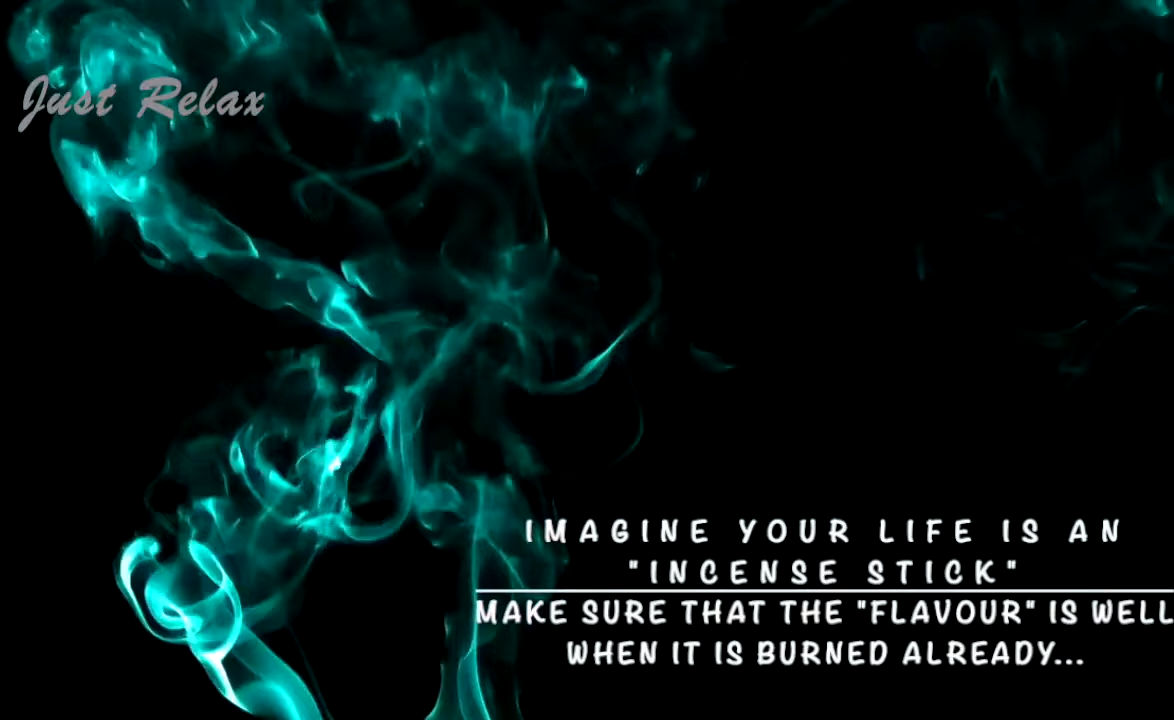 Just Relax
IMAGINE YOUR LIFE IS AN
"INCENSE STICK"
MAKE SURE THAT THE "FLAVOUR" IS WELL
WHEN IT IS BURNED ALREADY...